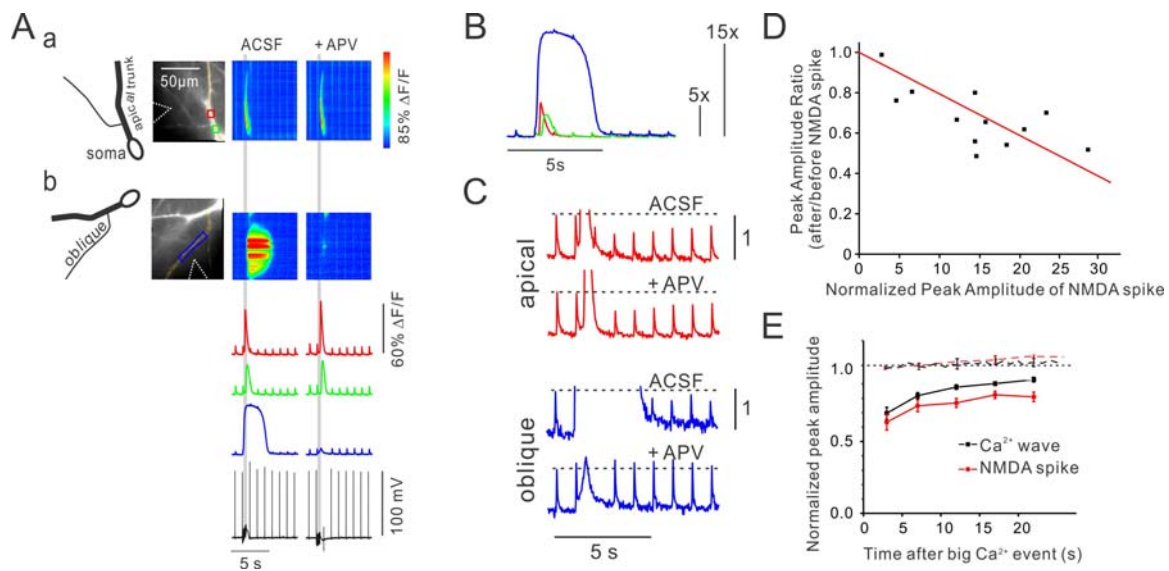 A
a
ACSF
+ APV
50μm
apical trunk
soma
85% ΔF/F
b
oblique
60% ΔF/F
100 mV
5 s
B
15x
5x
5s
C
ACSF
1
+ APV
apical
ACSF
1
+ APV
oblique
5 s
D
Peak Amplitude Ratio
(after/before NMDA spike)
1.0
0.8
0.6
0.4
0.2
0
0 5 10 15 20 25 30
Normalized Peak Amplitude of NMDA spike
E
Normalized peak amplitude
1.0
0.5
0.0
Ca²⁺ wave
NMDA spike
0 5 10 15 20
Time after big Ca²⁺ event (s)